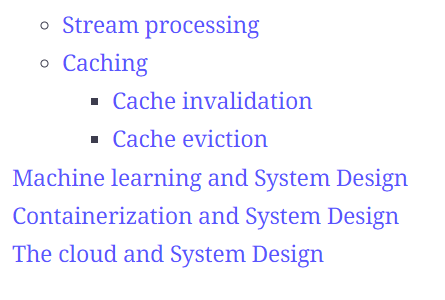 Stream processing
Caching
Cache invalidation
Cache eviction
Machine learning and System Design
Containerization and System Design
The cloud and System Design